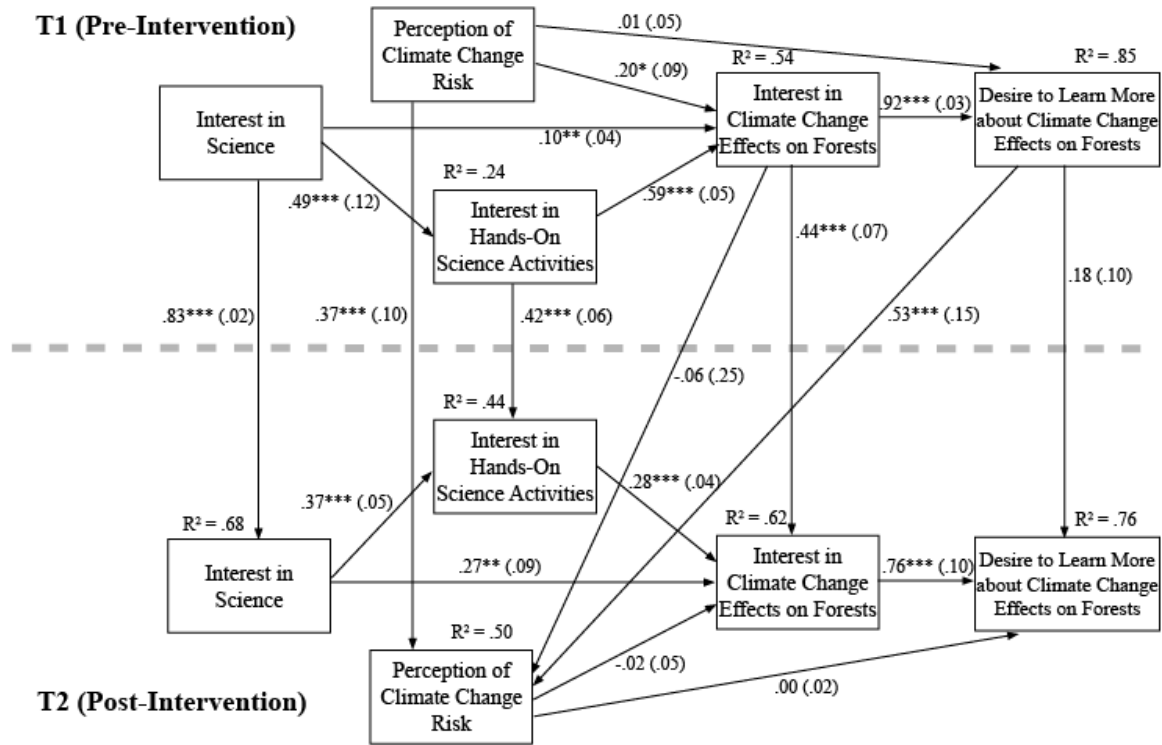 T1 (Pre-Intervention)
Perception of
Climate Change
Risk
.01 (.05)
.20* (.09)
R² = .54
R² = .85
Interest in
Science
.10** (.04)
Interest in
Climate Change
Effects on Forests
.92*** (.03)
Desire to Learn More
about Climate Change
Effects on Forests
R² = .24
.49*** (.12)
.59*** (.05)
Interest in
Hands-On
Science Activities
.44*** (.07)
.18 (.10)
.83*** (.02)
.37*** (.10)
.42*** (.06)
.53*** (.15)
-.06 (.25)
R² = .44
Interest in
Hands-On
Science Activities
.37*** (.05)
.28*** (.04)
R² = .68
R² = .62
R² = .76
Interest in
Science
.27** (.09)
Interest in
Climate Change
Effects on Forests
.76*** (.10)
Desire to Learn More
about Climate Change
Effects on Forests
R² = .50
Perception of
Climate Change
Risk
-.02 (.05)
.00 (.02)
T2 (Post-Intervention)